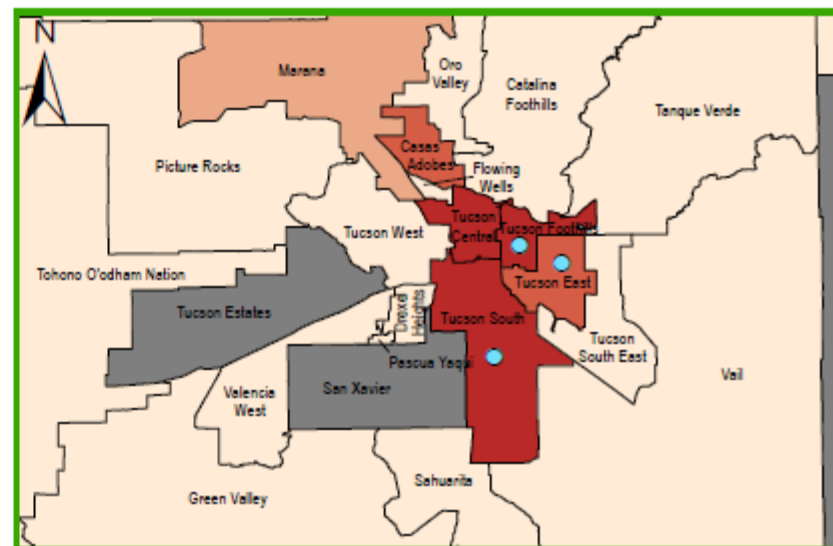 N
Marana
Oro
Valley
Catalina
Foothills
Tanque Verde
Casas
Adobes
Picture Rocks
Flowing
Wells
Tucson
Central
Tucson Foothills
Tucson West
Tohono O'odham Nation
Tucson East
Tucson Estates
Drexel
Heights
Tucson South
Tucson
South East
Pascua Yaqui
San Xavier
Valencia
West
Vail
Sahuarita
Green Valley